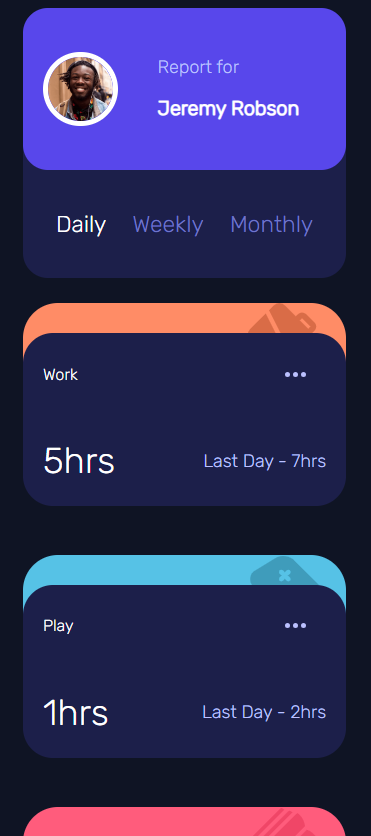 Report for
Jeremy Robson
Daily Weekly Monthly
Work
5hrs Last Day - 7hrs
Play
1hrs Last Day - 2hrs